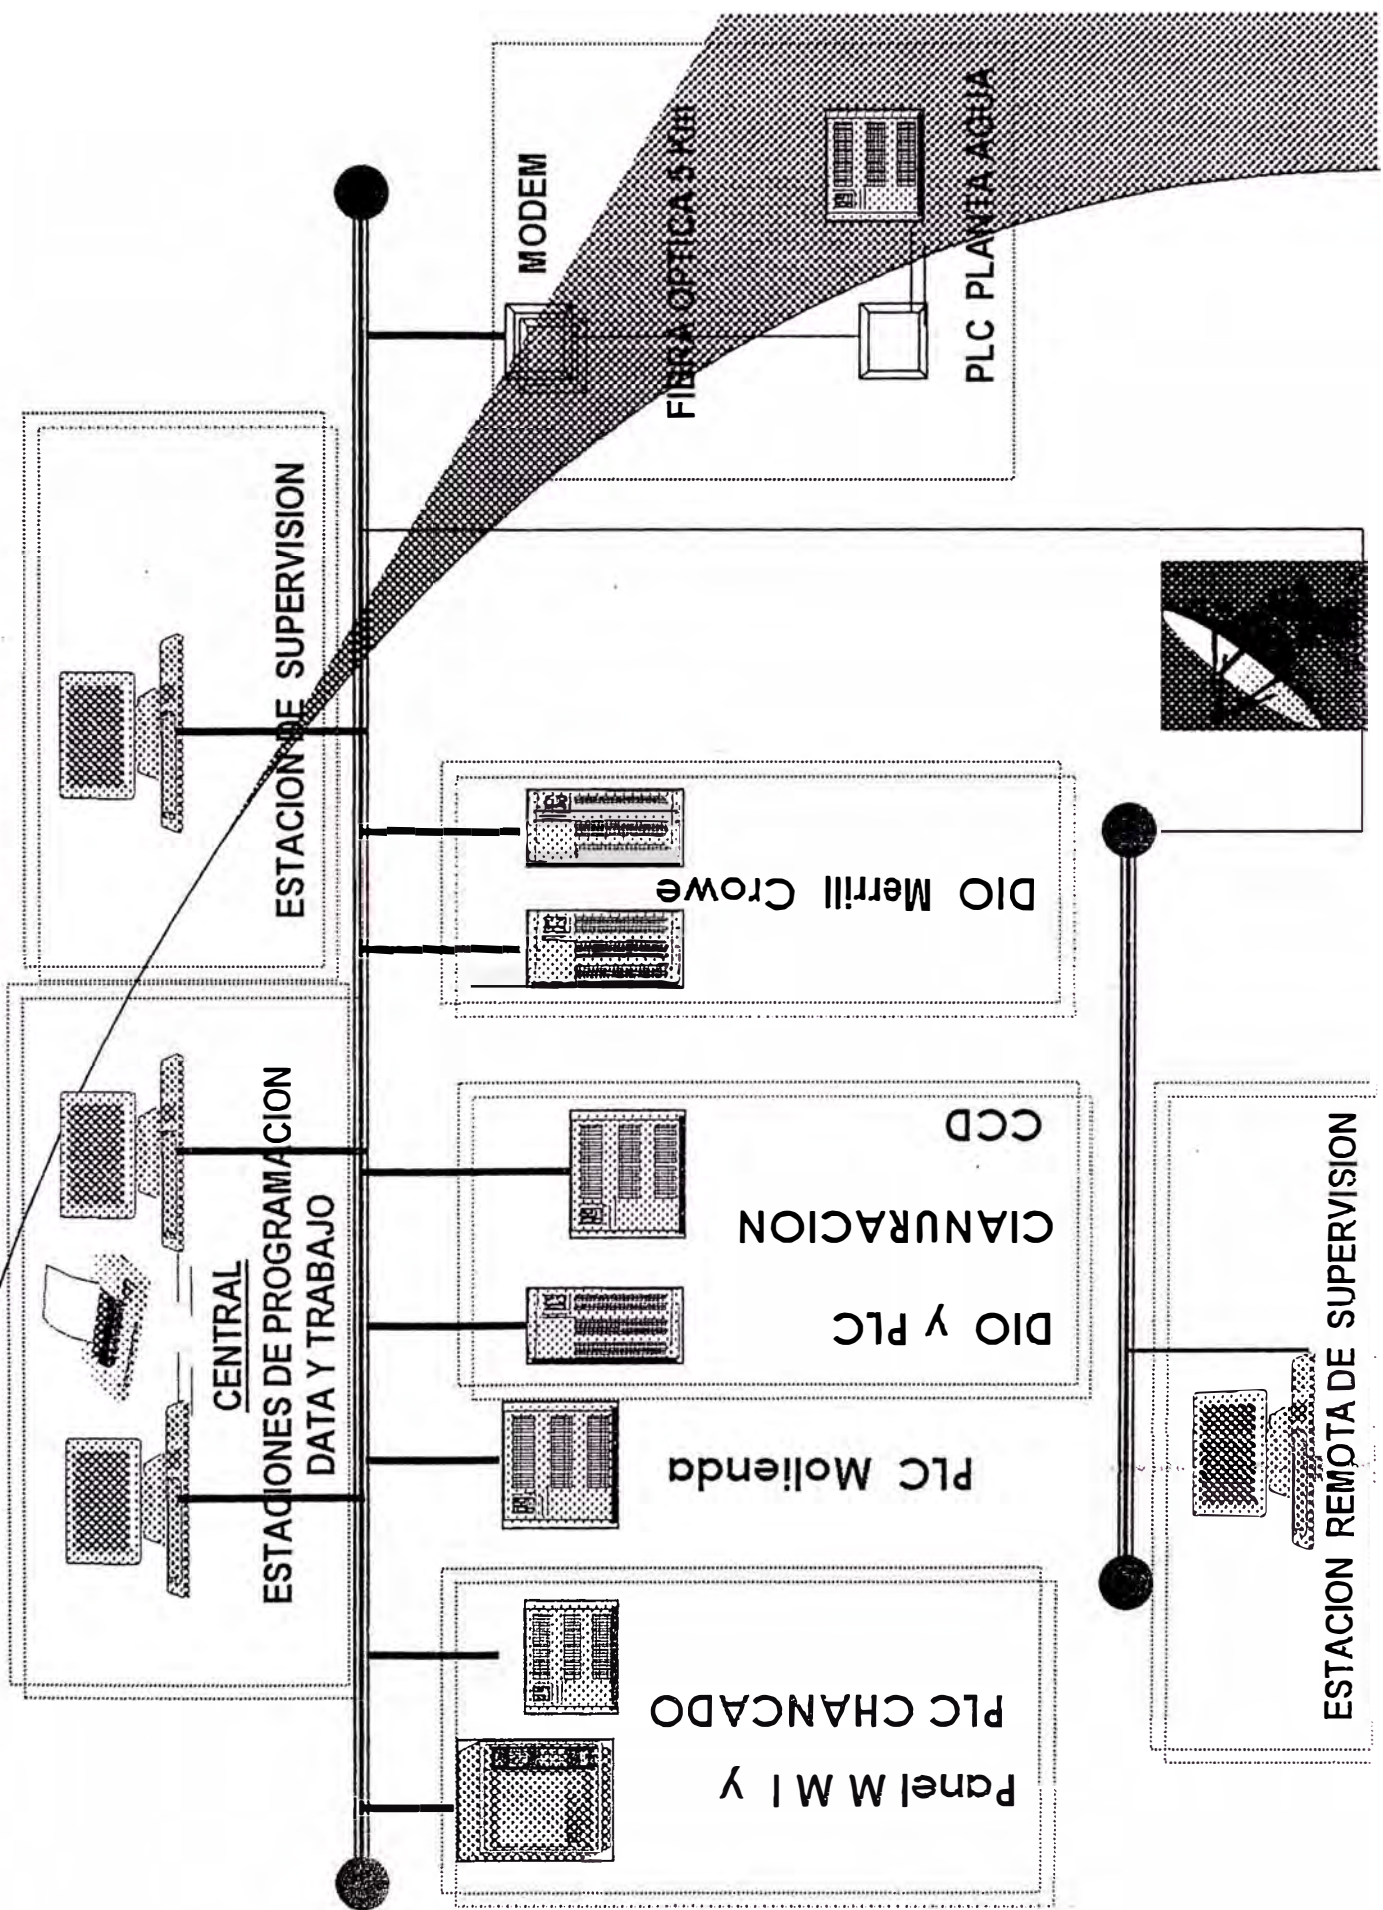 CENTRAL
ESTACIONES DE PROGRAMACION
DATA Y TRABAJO
ESTACION DE SUPERVISION
MODEM
FIBRA OPTICA 5 Km
PLC PLANTA AGUA
Panel M M I y
PLC CHANCADO
PLC Molienda
DIO y PLC
CIANURACION
CCD
DIO Merrill Crowe
ESTACION REMOTA DE SUPERVISION